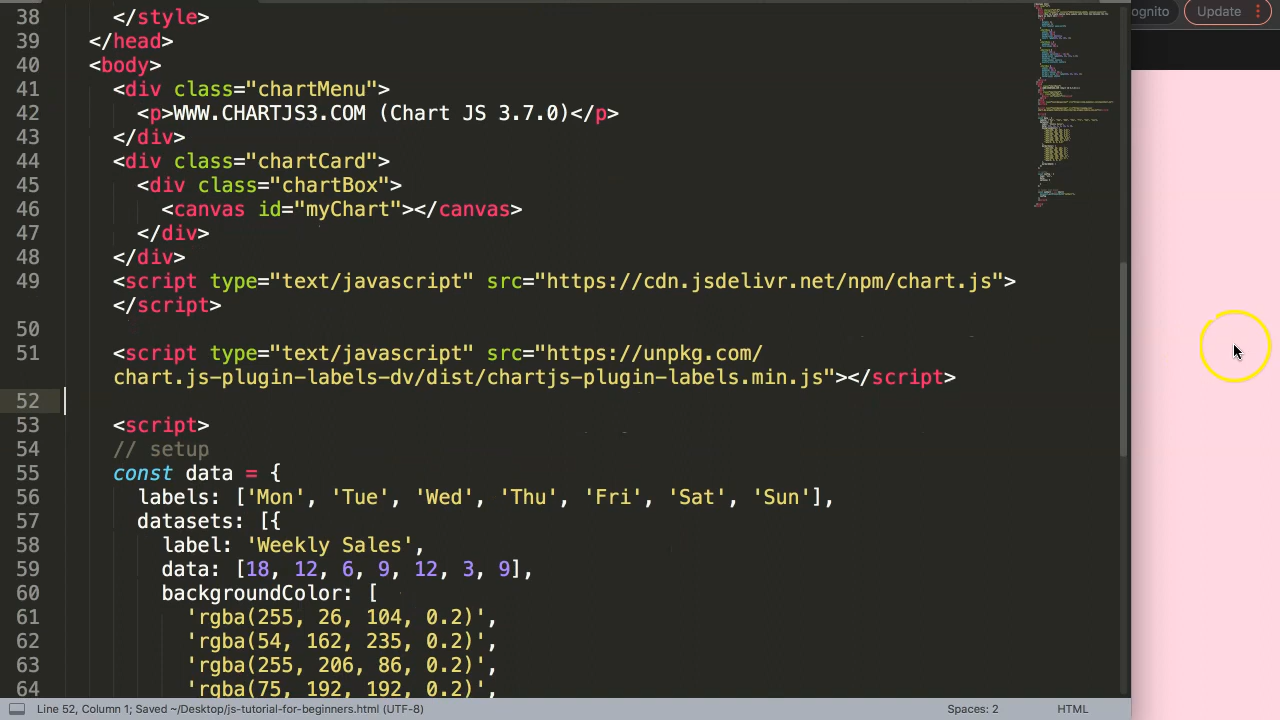 ognito Update
38 </style>
39 </head>
40 <body>
41 <div class="chartMenu">
42 <p>WWW.CHARTJS3.COM (Chart JS 3.7.0)</p>
43 </div>
44 <div class="chartCard">
45 <div class="chartBox">
46 <canvas id="myChart"></canvas>
47 </div>
48 </div>
49 <script type="text/javascript" src="https://cdn.jsdelivr.net/npm/chart.js">
</script>
50
51 <script type="text/javascript" src="https://unpkg.com/
chart.js-plugin-labels-dv/dist/chartjs-plugin-labels.min.js"></script>
52
53 <script>
54 // setup
55 const data = {
56 labels: ['Mon', 'Tue', 'Wed', 'Thu', 'Fri', 'Sat', 'Sun'],
57 datasets: [{
58 label: 'Weekly Sales',
59 data: [18, 12, 6, 9, 12, 3, 9],
60 backgroundColor: [
61 'rgba(255, 26, 104, 0.2)',
62 'rgba(54, 162, 235, 0.2)',
63 'rgba(255, 206, 86, 0.2)',
64 'rgba(75, 192, 192, 0.2)',
Line 52, Column 1; Saved ~/Desktop/js-tutorial-for-beginners.html (UTF-8) Spaces: 2 HTML